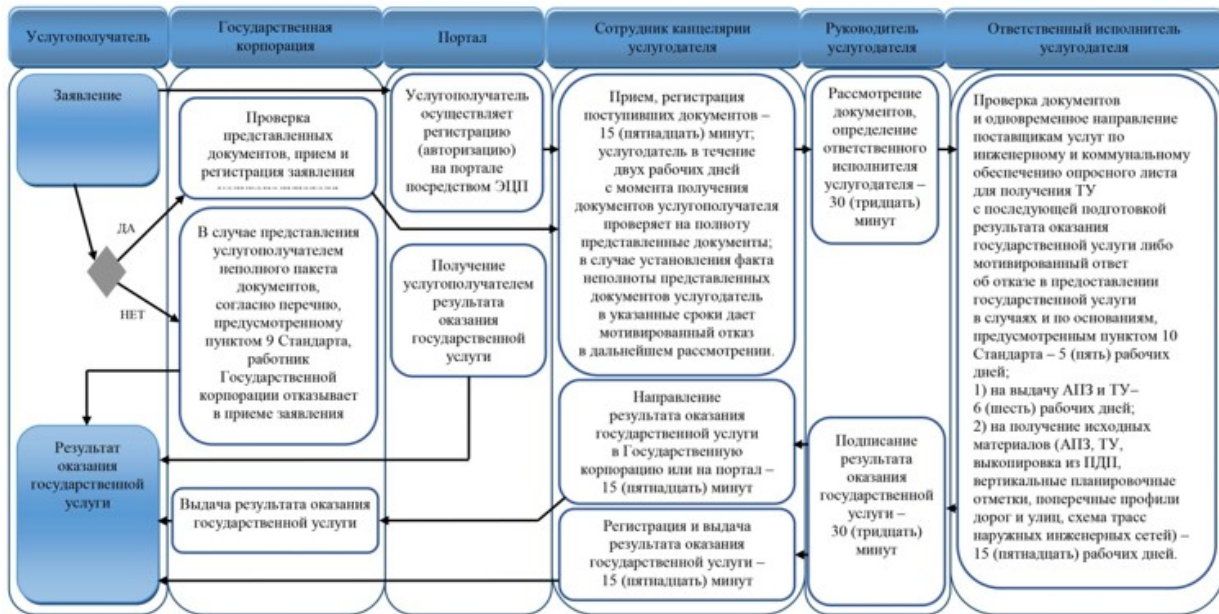 Услугополучатель
Государственная
корпорация
Портал
Сотрудник канцелярии
услугодателя
Руководитель
услугодателя
Ответственный исполнитель
услугодателя
Заявление
ДА
НЕТ
Результат
оказания
государственной
услуги
Проверка
представленных
документов, прием и
регистрация заявления
В случае представления
услугополучателем
неполного пакета
документов,
согласно перечню,
предусмотренному
пунктом 9 Стандарта,
работник
Государственной
корпорации отказывает
в приеме заявления
Выдача результата оказания
государственной услуги
Услугополучатель
осуществляет
регистрацию
(авторизацию)
на портале
посредством ЭЦП
Получение
услугополучателем
результата
оказания
государственной
услуги
Прием, регистрация
поступивших документов –
15 (пятнадцать) минут;
услугодатель в течение
двух рабочих дней
с момента получения
документов услугополучателя
проверяет на полноту
представленные документы;
в случае установления факта
неполноты представленных
документов услугодатель
в указанные сроки дает
мотивированный отказ
в дальнейшем рассмотрении.
Направление
результата оказания
государственной услуги
в Государственную
корпорацию или на портал –
15 (пятнадцать) минут
Регистрация и выдача
результата оказания
государственной услуги –
15 (пятнадцать) минут
Рассмотрение
документов,
определение
ответственного
исполнителя
услугодателя –
30 (тридцать)
минут
Подписание
результата
оказания
государственной
услуги –
30 (тридцать)
минут
Проверка документов
и одновременное направление
поставщикам услуг по
инженерному и коммунальному
обеспечению опросного листа
для получения ТУ
с последующей подготовкой
результата оказания
государственной услуги либо
мотивированный ответ
об отказе в предоставлении
государственной услуги
в случаях и по основаниям,
предусмотренным пунктом 10
Стандарта – 5 (пять) рабочих
дней;
1) на выдачу АПЗ и ТУ–
6 (шесть) рабочих дней;
2) на получение исходных
материалов (АПЗ, ТУ,
выкопировка из ПДП,
вертикальные планировочные
отметки, поперечные профили
дорог и улиц, схема трасс
наружных инженерных сетей) –
15 (пятнадцать) рабочих дней.